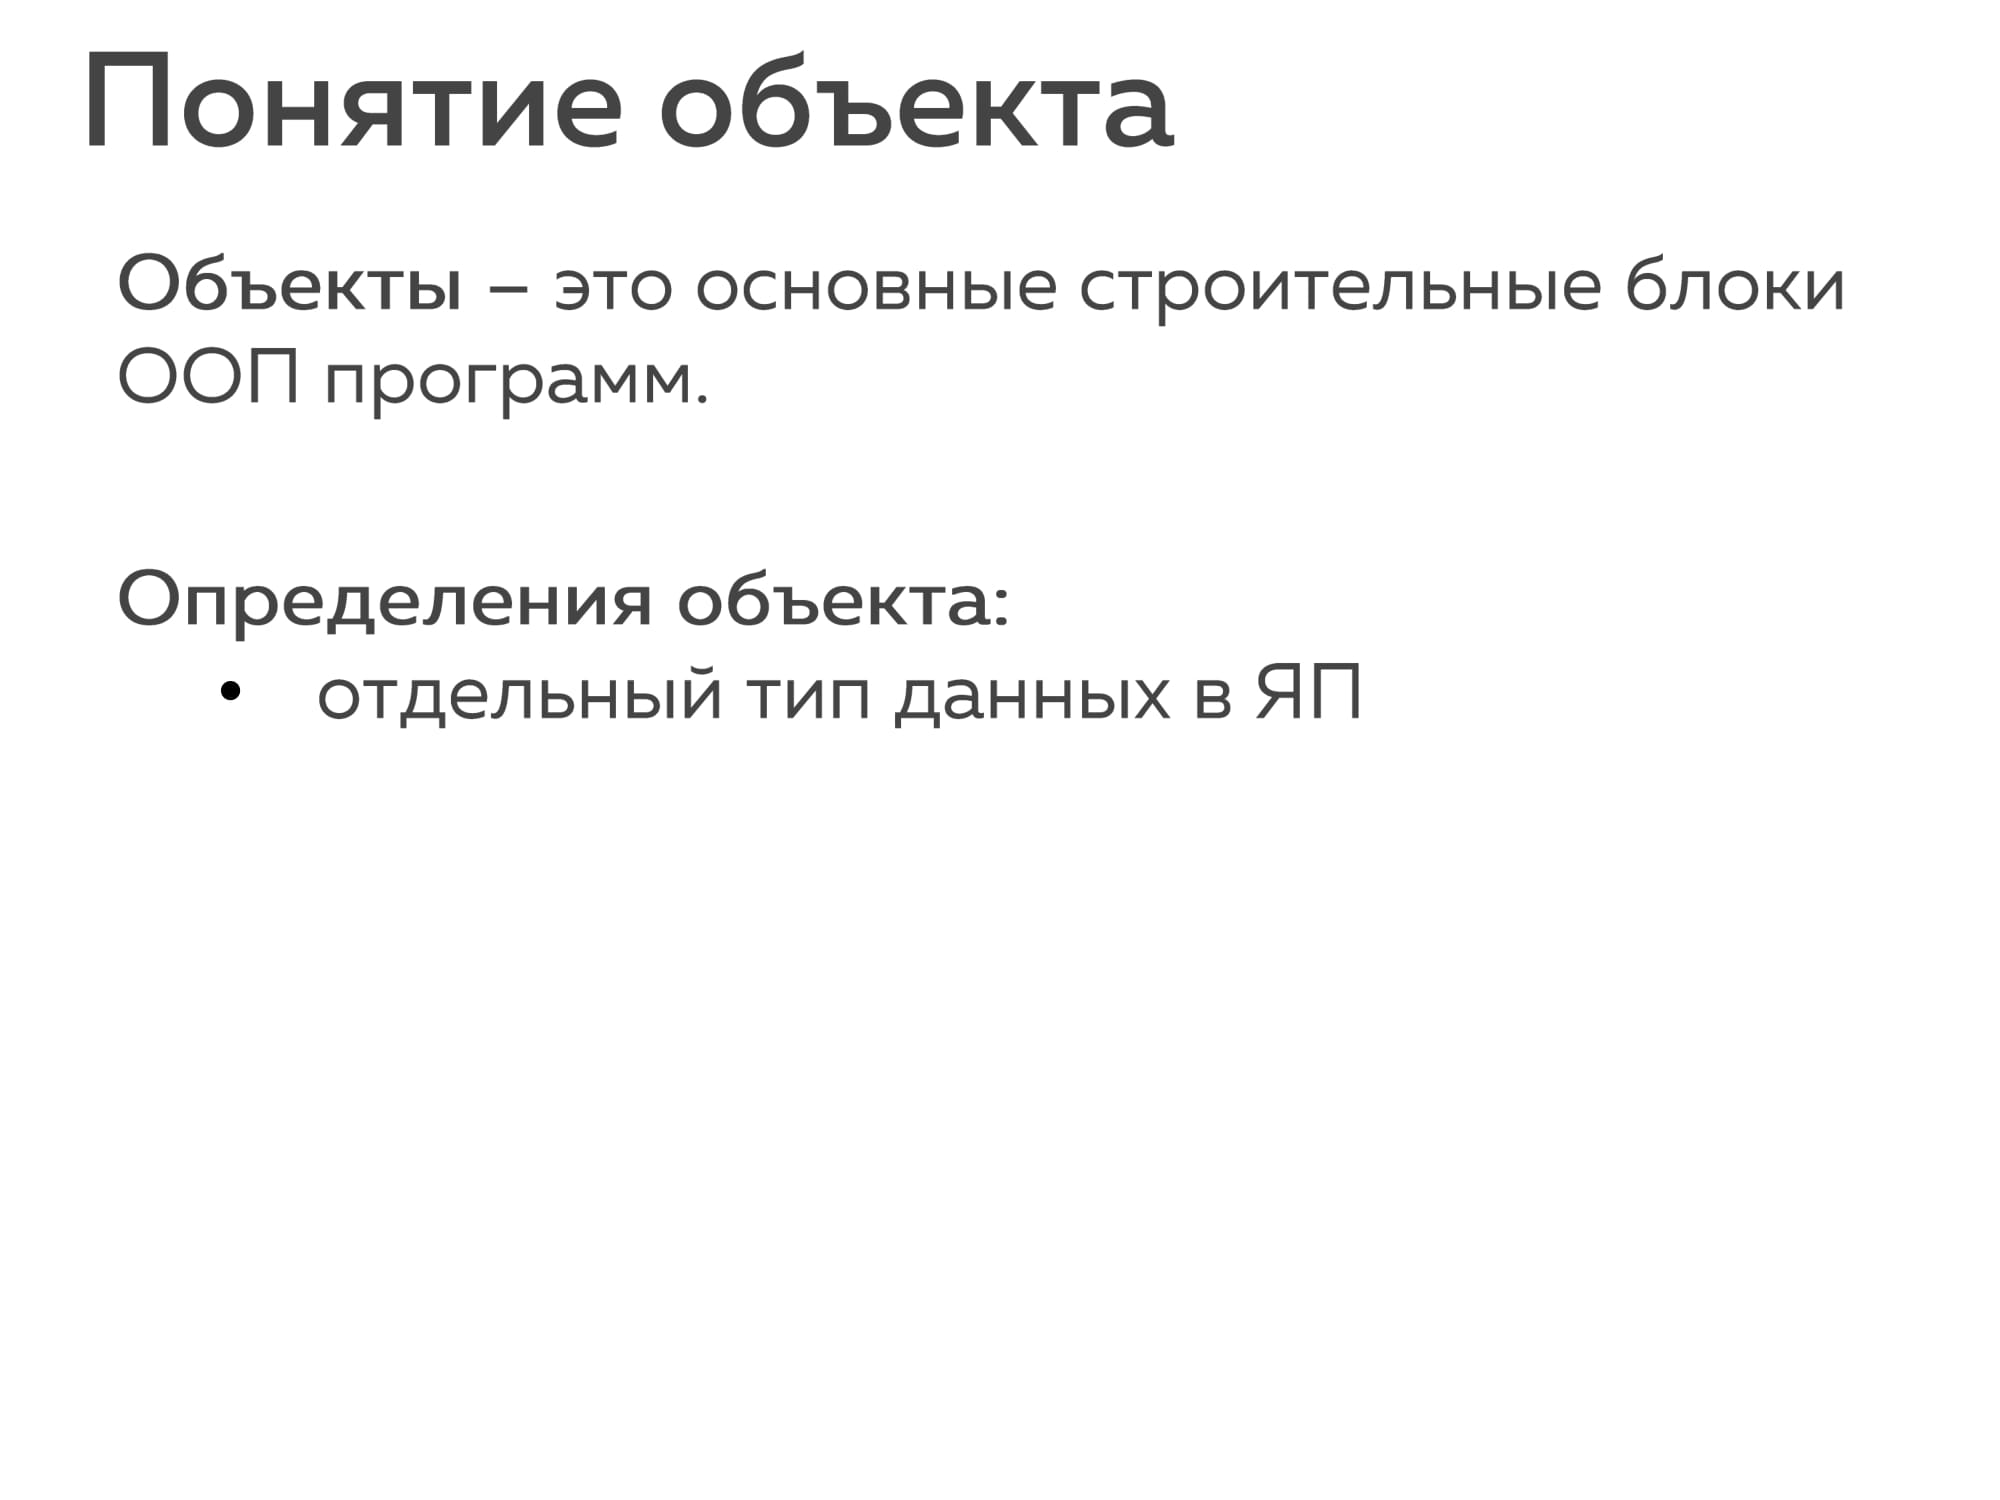 Понятие объекта
Объекты – это основные строительные блоки
ООП программ.
Определения объекта:
• отдельный тип данных в ЯП